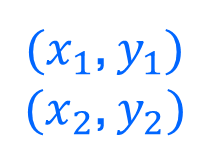 (x₁, y₁)
(x₂, y₂)